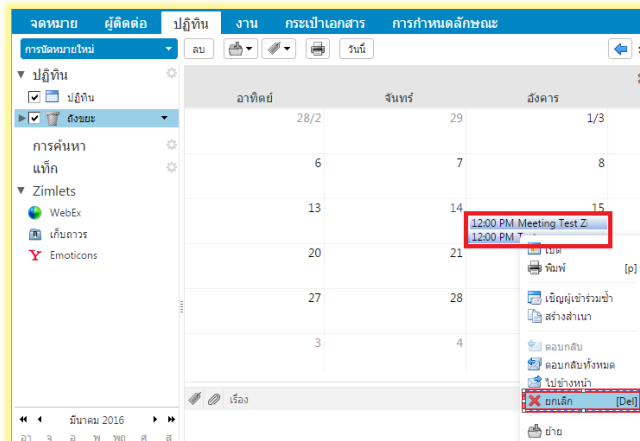 จดหมาย ผู้ติดต่อ ปฏิทิน งาน กระเป๋าเอกสาร การกำหนดลักษณะ
การนัดหมายใหม่ ลบ วันนี้
ปฏิทิน
ปฏิทิน อาทิตย์ จันทร์ อังคาร
ถังขยะ 28/2 29 1/3
การค้นหา
แท็ก 6 7 8
Zimlets
WebEx 13 14 15
12:00 PM Meeting Test Z
เก็บถาวร 12:00 PM
Emoticons 20 21 เปิด
พิมพ์ [p]
27 28 เชิญผู้เข้าร่วมซ้ำ
สร้างสำเนา
3 4 ตอบกลับ
ตอบกลับทั้งหมด
ไปข้างหน้า
เรื่อง ยกเลิก [Del]
มีนาคม 2016
ย้าย
อา จ อ พ พฤ ศ ส